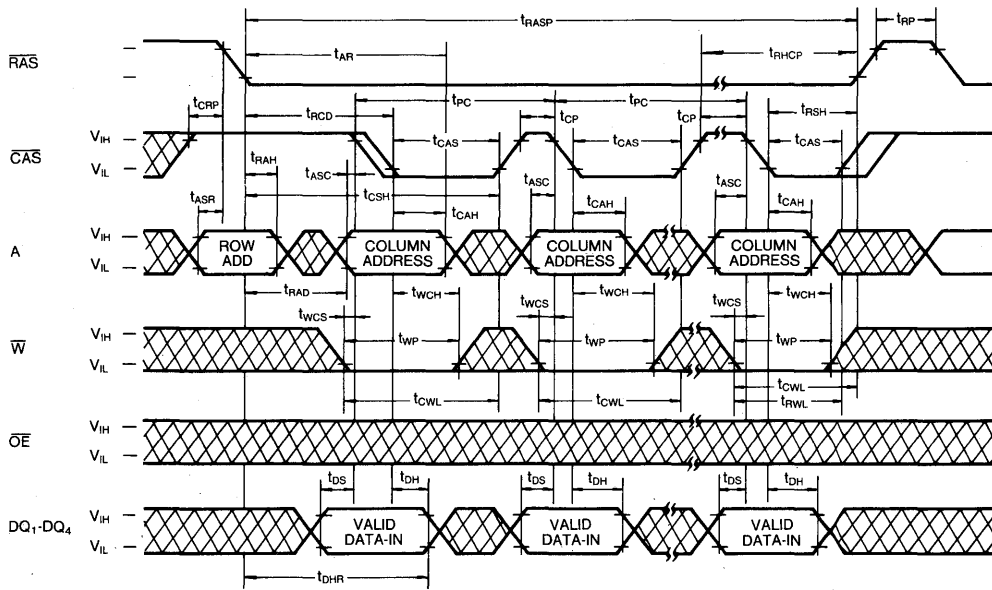 tRASP
tRP
RAS
tAR
tRHCP
tCRP
tRCD
tPC
tCP
tPC
tCP
tRSH
CAS
VIH
VIL
tRAH
tASC
tCAS
tCAS
tASC
tCAS
tASR
tCSH
tASC
tCAH
tCAH
tCAH
A
VIH
VIL
ROW ADD
COLUMN ADDRESS
COLUMN ADDRESS
COLUMN ADDRESS
tRAD
tWCH
tWCH
tWCH
tWCS
tWCS
tWCS
W
VIH
VIL
tWP
tWP
tWP
tCWL
tCWL
tCWL
tRWL
OE
VIH
VIL
tDS
tDH
tDS
tDH
tDS
tDH
DQ1-DQ4
VIH
VIL
VALID DATA-IN
VALID DATA-IN
VALID DATA-IN
tDHR